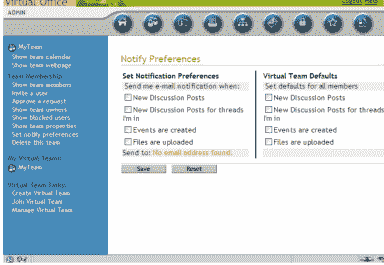 Virtual Office
ADMIN
MyTeam
Show team calendar
Show team webpage
Team Membership
Show team members
Invite a user
Approve a request
Show team owners
Show blocked users
Show team properties
Set notify preferences
Delete this team
My Virtual Teams
MyTeam
Virtual Team Links
Create Virtual Team
Join Virtual Team
Manage Virtual Team
Notify Preferences
Set Notification Preferences
Send me e-mail notification when:
New Discussion Posts
New Discussion Posts for threads
I'm in
Events are created
Files are uploaded
Send to: No email address found.
Save Reset
Virtual Team Defaults
Set defaults for all members
New Discussion Posts
New Discussion Posts for threads
I'm in
Events are created
Files are uploaded